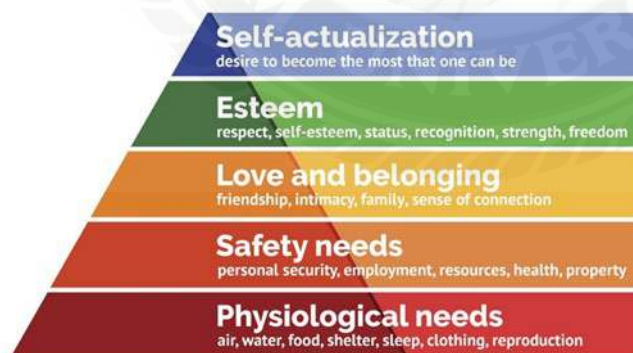 Self-actualization
desire to become the most that one can be
Esteem
respect, self-esteem, status, recognition, strength, freedom
Love and belonging
friendship, intimacy, family, sense of connection
Safety needs
personal security, employment, resources, health, property
Physiological needs
air, water, food, shelter, sleep, clothing, reproduction